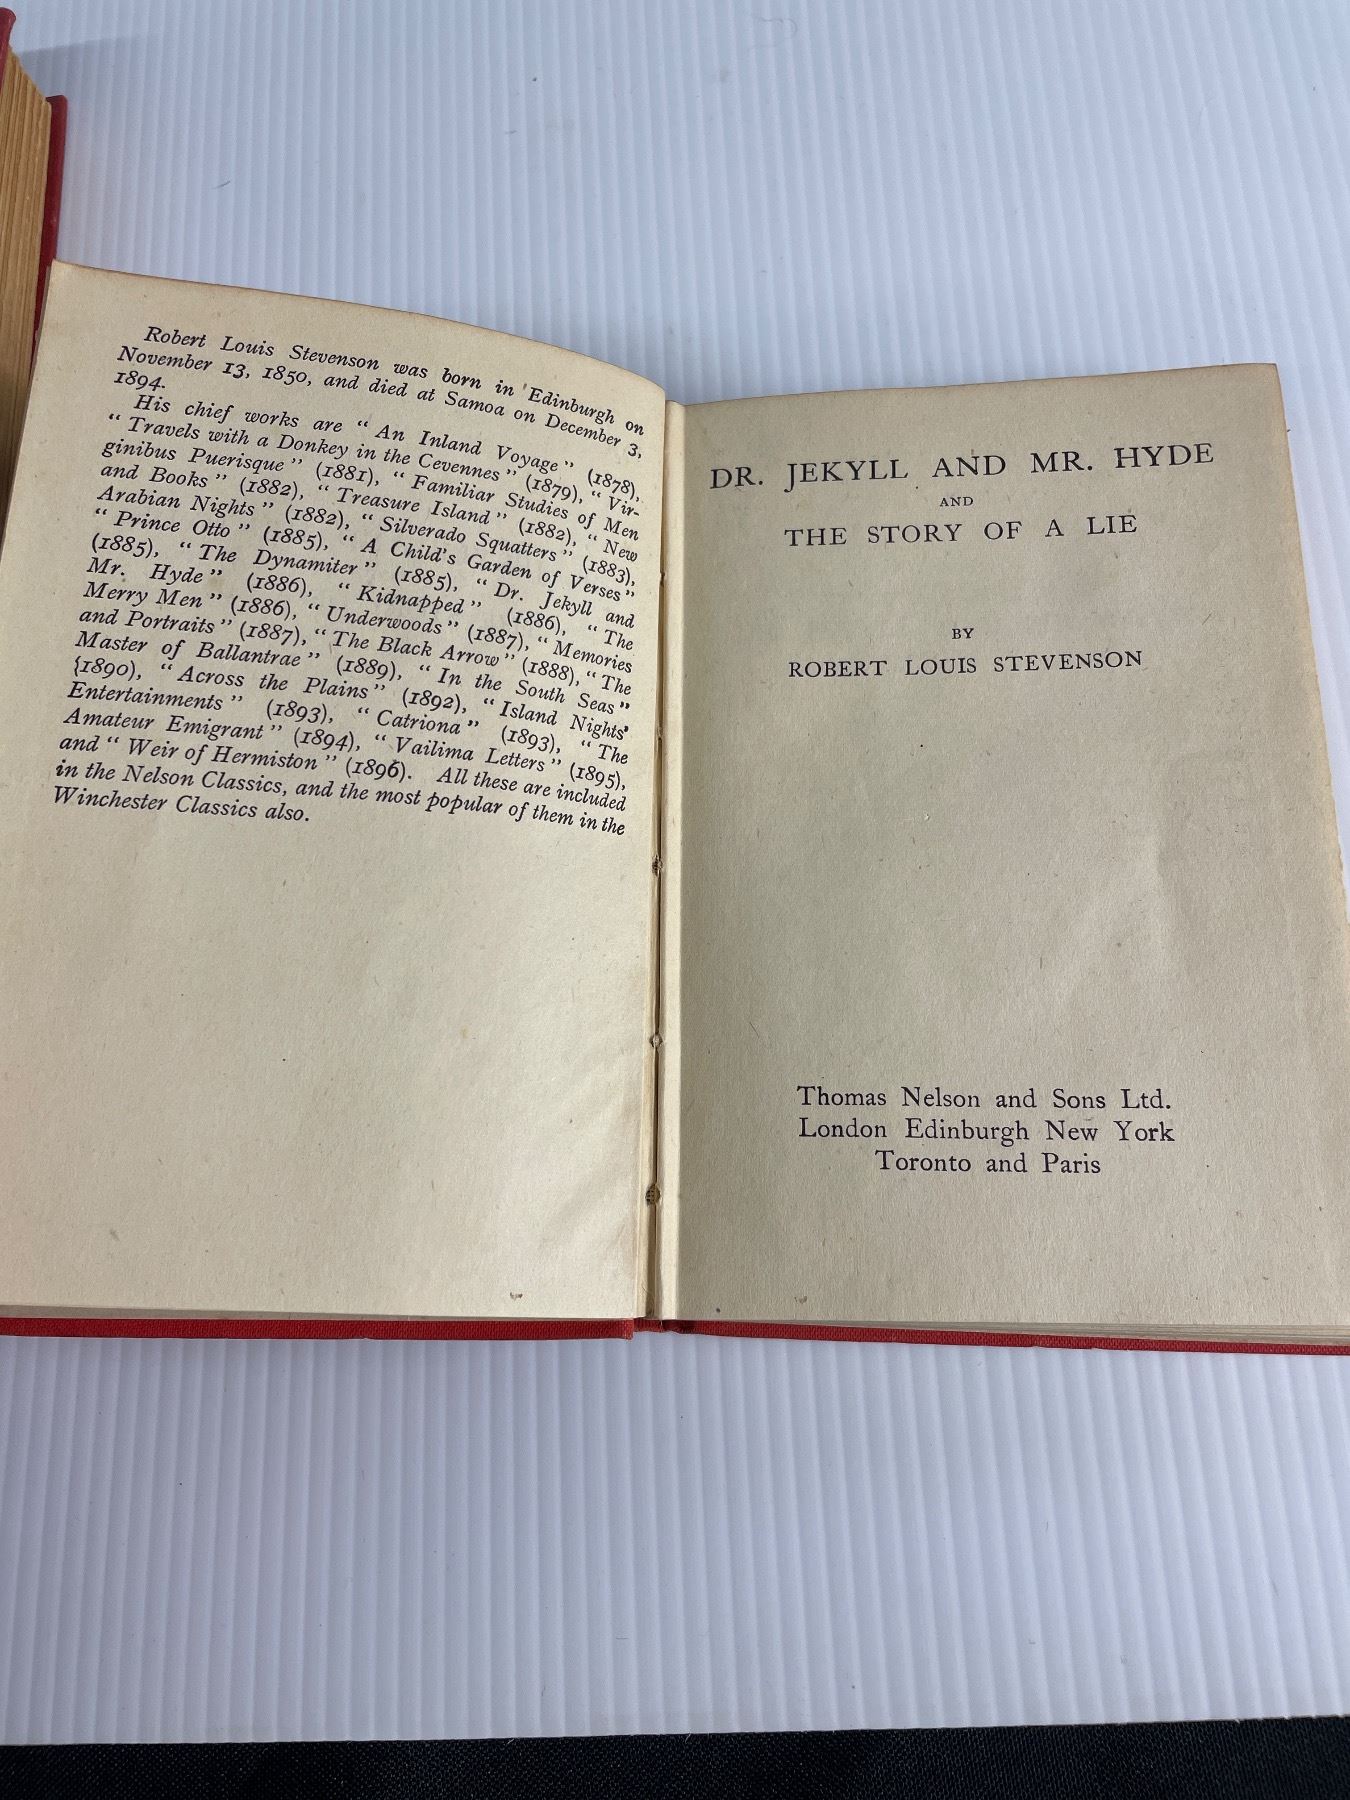 Robert Louis Stevenson was born in Edinburgh on
November 13, 1850, and died at Samoa on December 3,
1894.
His chief works are “ An Inland Voyage ” (1878),
“ Travels with a Donkey in the Cevennes ” (1879), “ Vir-
ginibus Puerisque ” (1881), “ Familiar Studies of Men
and Books ” (1882), “ Treasure Island ” (1882), “ New
Arabian Nights ” (1882), “ Silverado Squatters ” (1883),
“ Prince Otto ” (1885), “ A Child's Garden of Verses ”
(1885), “ The Dynamiter ” (1885), “ Dr. Jekyll and
Mr. Hyde ” (1886), “ Kidnapped ” (1886), “ The
Merry Men ” (1886), “ Underwoods ” (1887), “ Memories
and Portraits ” (1887), “ The Black Arrow ” (1888), “ The
Master of Ballantrae ” (1889), “ In the South Seas ”
(1890), “ Across the Plains ” (1892), “ Island Nights'
Entertainments ” (1893), “ Catriona ” (1893), “ The
Amateur Emigrant ” (1894), “ Vailima Letters ” (1895),
and “ Weir of Hermiston ” (1896). All these are included
in the Nelson Classics, and the most popular of them in the
Winchester Classics also.
DR. JEKYLL AND MR. HYDE
AND
THE STORY OF A LIE
BY
ROBERT LOUIS STEVENSON
Thomas Nelson and Sons Ltd.
London Edinburgh New York
Toronto and Paris